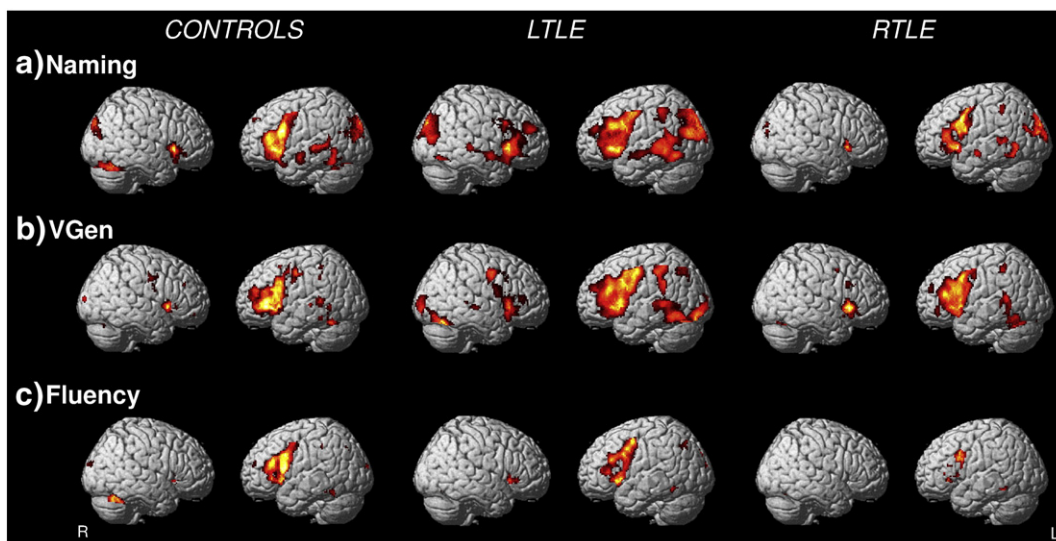 CONTROLS LTLE RTLE
a) Naming
b) VGen
c) Fluency
R L